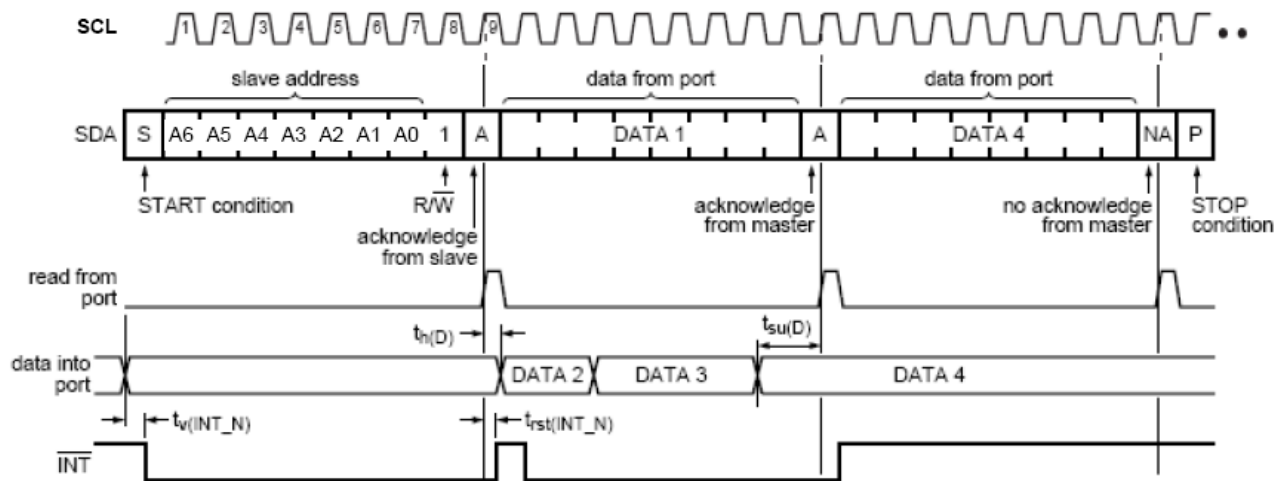 SCL 1 2 3 4 5 6 7 8 9
slave address data from port data from port
SDA S A6 A5 A4 A3 A2 A1 A0 1 A DATA 1 A DATA 4 NA P
START condition R/W acknowledge from slave acknowledge from master no acknowledge from master STOP condition
read from port
th(D) tsu(D)
data into port DATA 2 DATA 3 DATA 4
tv(INT_N) trst(INT_N)
INT